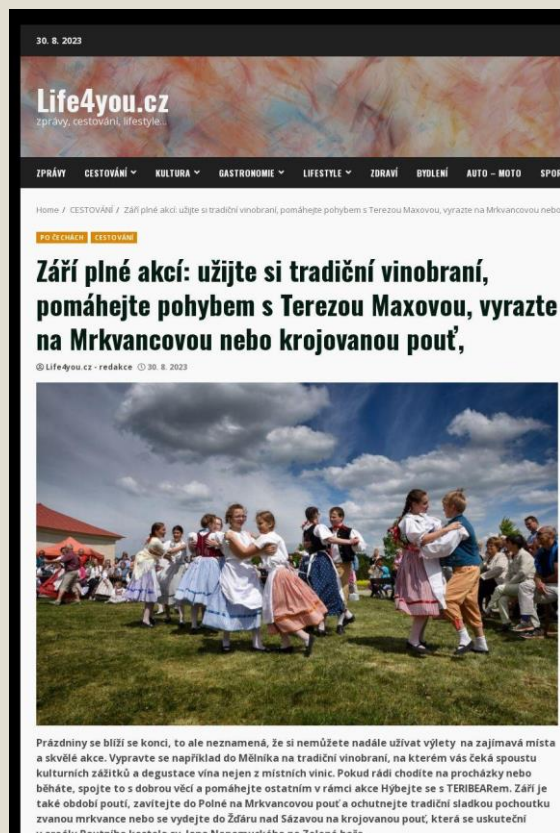 30. 8. 2023
Life4you.cz
zprávy, cestování, lifestyle...
ZPRÁVY CESTOVÁNÍ KULTURA GASTRONOMIE LIFESTYLE ZDRAVÍ BYDLENÍ AUTO – MOTO
Home / CESTOVÁNÍ / Září plné akcí: užijte si tradiční vinobraní, pomáhejte pohybem s Terezou Maxovou, vyrazte na Mrkvancovou nebo
PO ČECHÁCH CESTOVÁNÍ
Září plné akcí: užijte si tradiční vinobraní,
pomáhejte pohybem s Terezou Maxovou, vyrazte
na Mrkvancovou nebo krojovanou pouť,
Life4you.cz - redakce 30. 8. 2023
Prázdniny se blíží se konci, to ale neznamená, že si nemůžete nadále užívat výlety na zajímavá místa
a skvělé akce. Vypravte se například do Mělníka na tradiční vinobraní, na kterém vás čeká spoustu
kulturních zážitků a degustace vína nejen z místních vinic. Pokud rádi chodíte na procházky nebo
běháte, spojte to s dobrou věcí a pomáhejte ostatním v rámci akce Hýbejte se s TERIBEARem. Září je
také období poutí, zavítejte do Polné na Mrkvancovou pouť a ochutnejte tradiční sladkou pochoutku
zvanou mrkvance nebo se vydejte do Žďáru nad Sázavou na krojovanou pouť, která se uskuteční